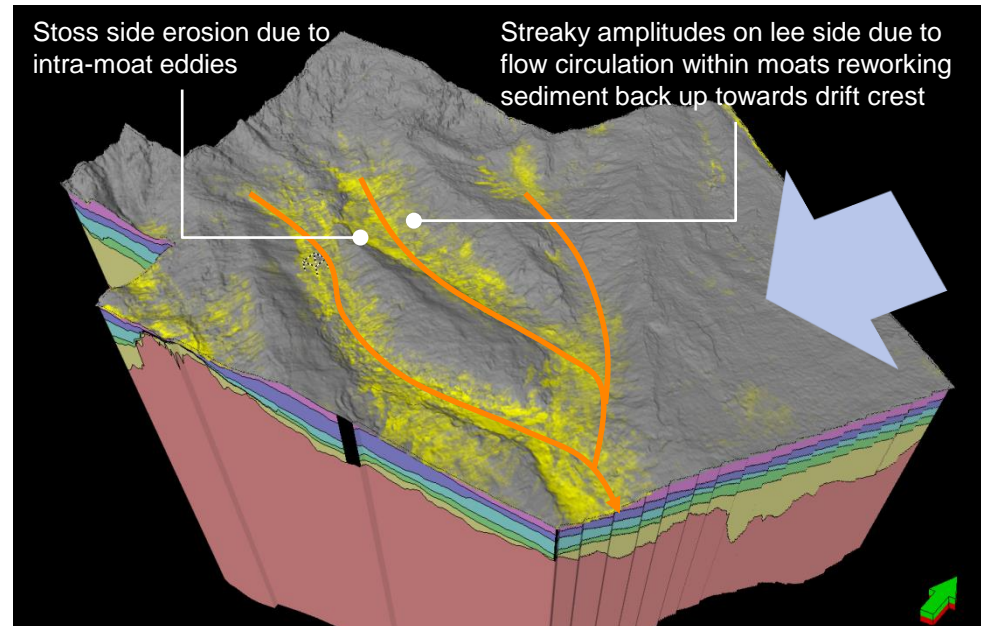 Stoss side erosion due to
intra-moat eddies
Streaky amplitudes on lee side due to
flow circulation within moats reworking
sediment back up towards drift crest